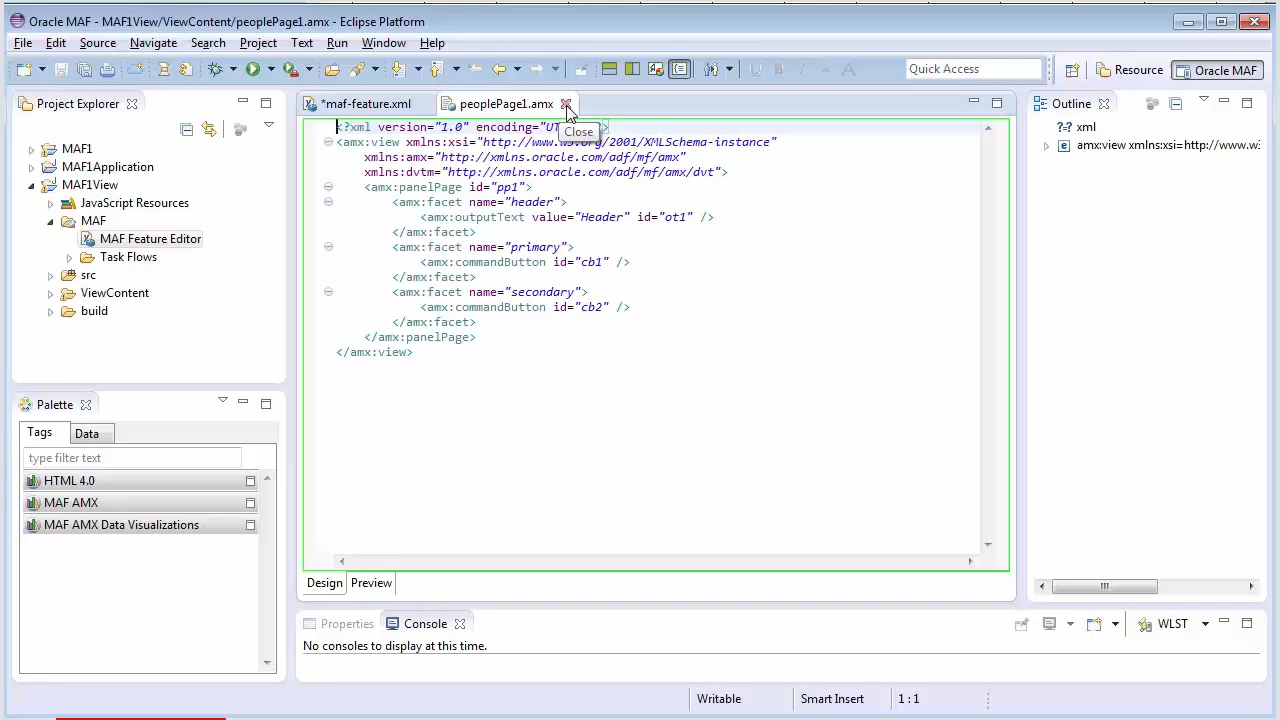 Oracle MAF - MAF1View/ViewContent/peoplePage1.amx - Eclipse Platform
File Edit Source Navigate Search Project Text Run Window Help
Quick Access
Resource
Oracle MAF
Project Explorer
MAF1
MAF1Application
MAF1View
JavaScript Resources
MAF
MAF Feature Editor
Task Flows
src
ViewContent
build
Palette
Tags
Data
type filter text
HTML 4.0
MAF AMX
MAF AMX Data Visualizations
*maf-feature.xml
peoplePage1.amx
Close
<?xml version="1.0" encoding="UT
<amx:view xmlns:xsi="http://www.w3.org/2001/XMLSchema-instance"
xmlns:amx="http://xmlns.oracle.com/adf/mf/amx"
xmlns:dvtm="http://xmlns.oracle.com/adf/mf/amx/dvt">
<amx:panelPage id="pp1">
<amx:facet name="header">
<amx:outputText value="Header" id="ot1" />
</amx:facet>
<amx:facet name="primary">
<amx:commandButton id="cb1" />
</amx:facet>
<amx:facet name="secondary">
<amx:commandButton id="cb2" />
</amx:facet>
</amx:panelPage>
</amx:view>
Design
Preview
Outline
xml
amx:view xmlns:xsi=http://www.w3
Properties
Console
WLST
No consoles to display at this time.
Writable
Smart Insert
1 : 1